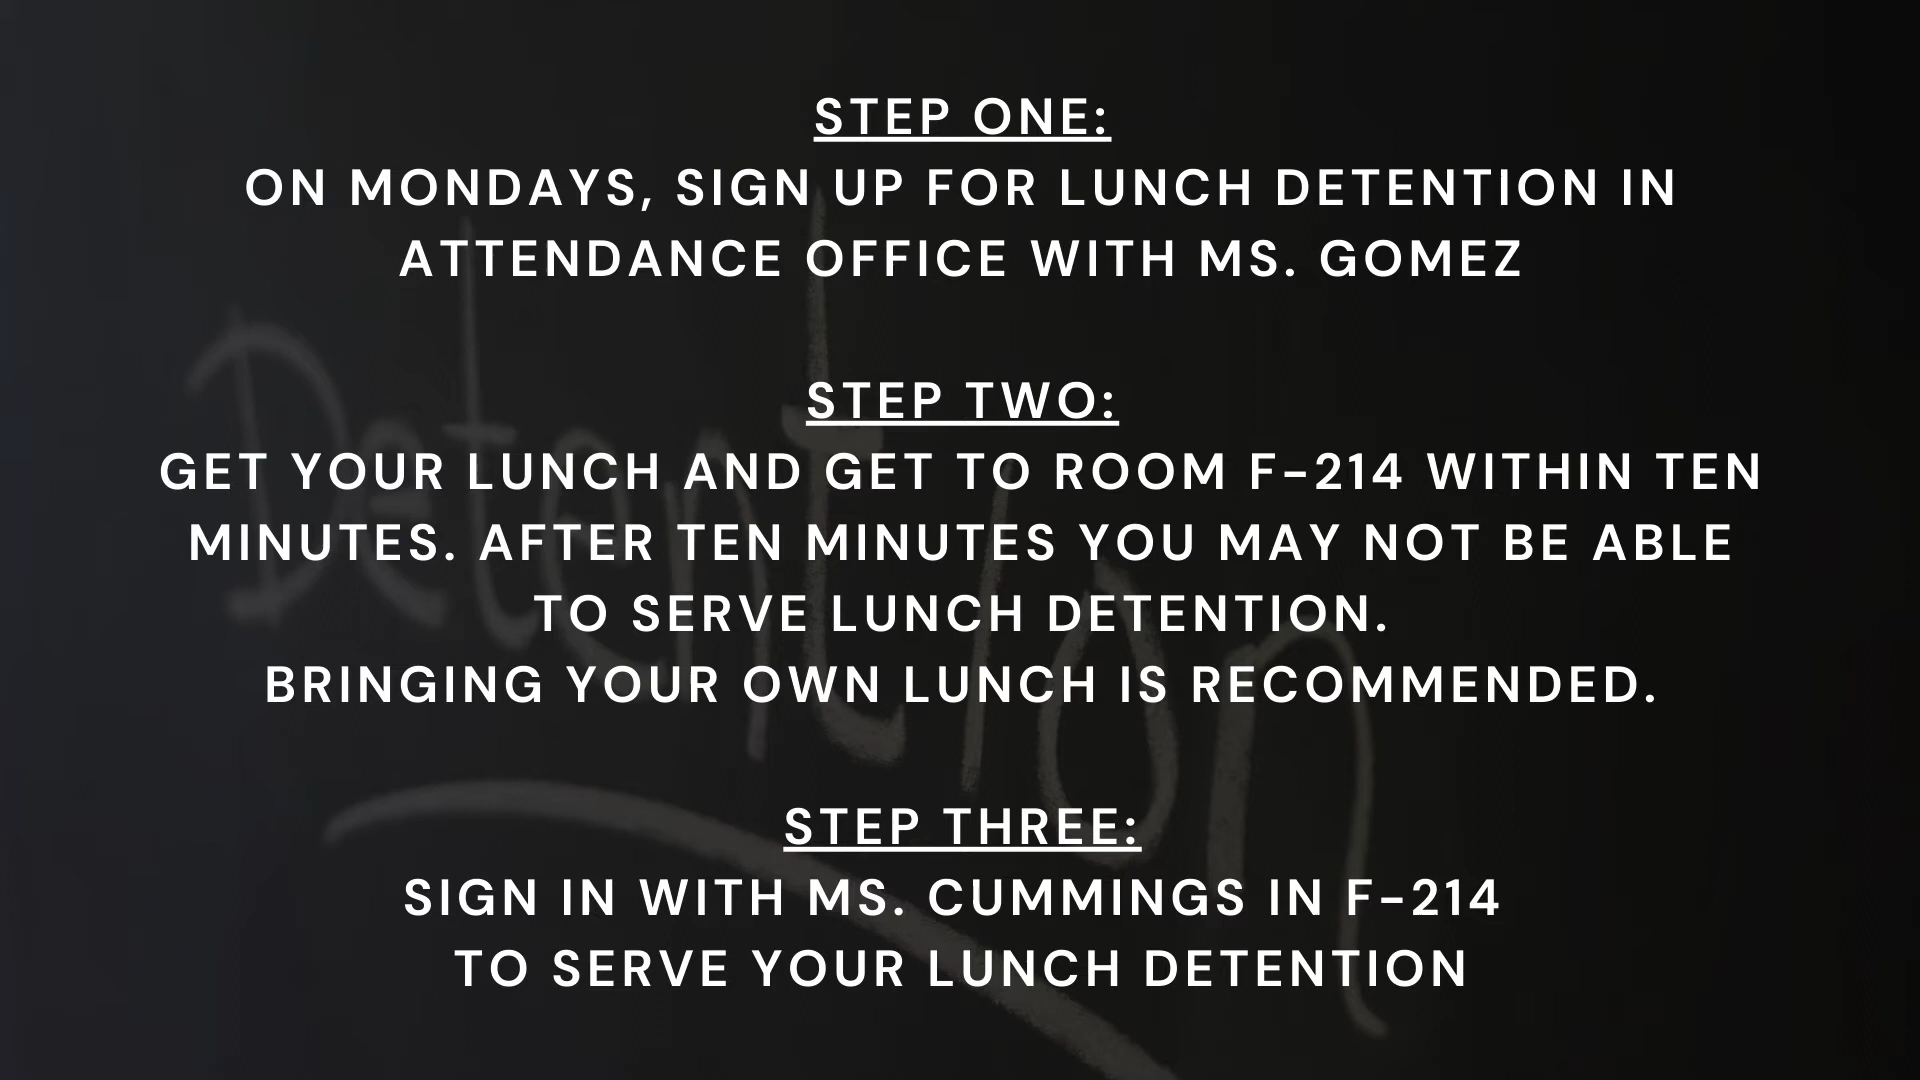 STEP ONE:
ON MONDAYS, SIGN UP FOR LUNCH DETENTION IN
ATTENDANCE OFFICE WITH MS. GOMEZ
STEP TWO:
GET YOUR LUNCH AND GET TO ROOM F-214 WITHIN TEN
MINUTES. AFTER TEN MINUTES YOU MAY NOT BE ABLE
TO SERVE LUNCH DETENTION.
BRINGING YOUR OWN LUNCH IS RECOMMENDED.
STEP THREE:
SIGN IN WITH MS. CUMMINGS IN F-214
TO SERVE YOUR LUNCH DETENTION
Detention